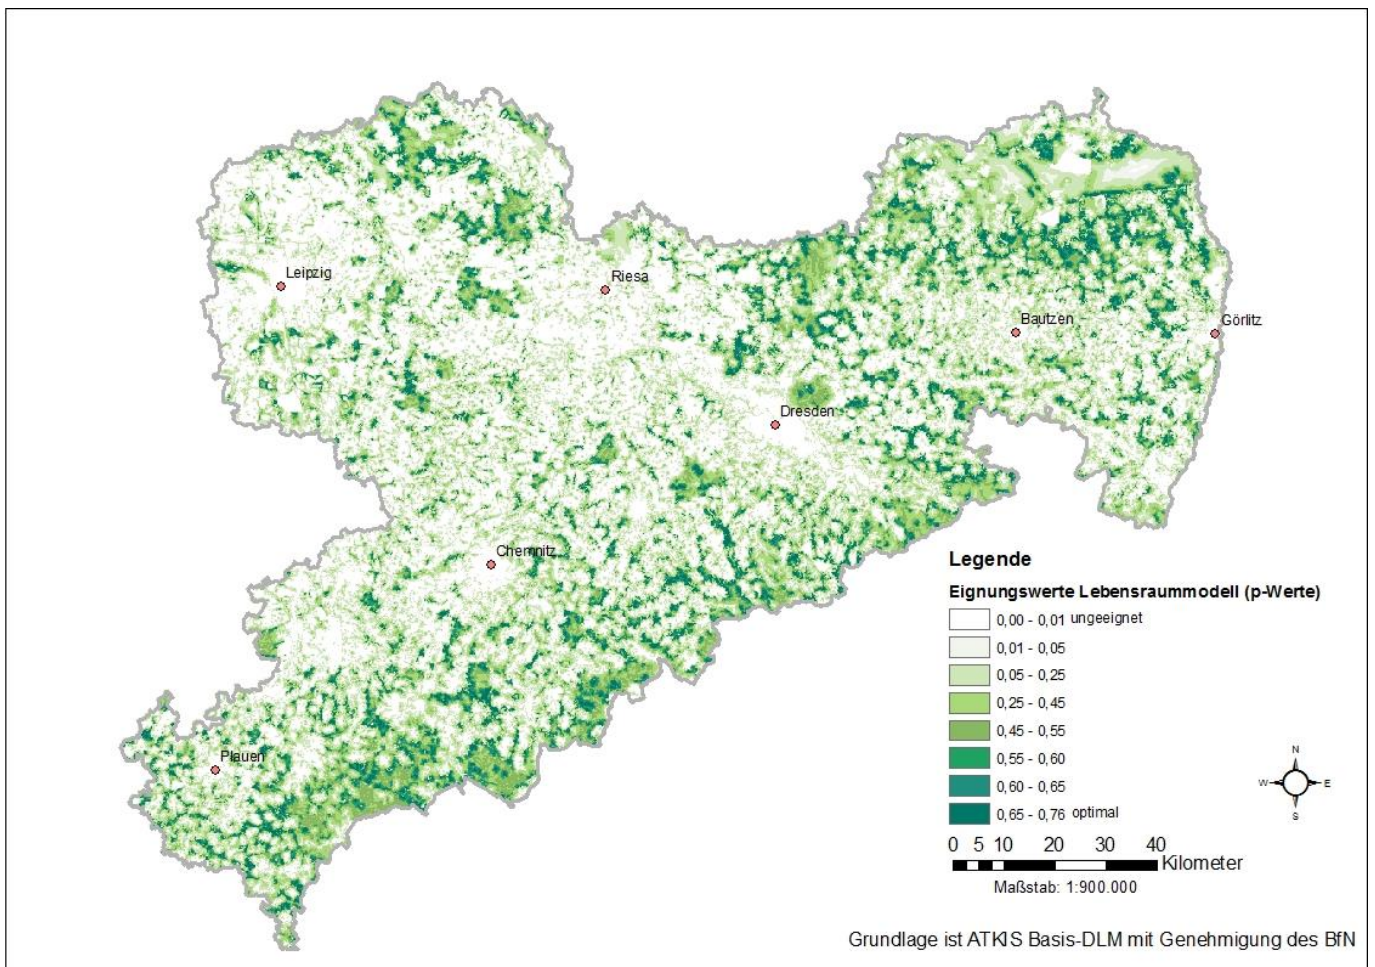 Leipzig
Riesa
Bautzen
Görlitz
Dresden
Chemnitz
Plauen
Legende
Eignungswerte Lebensraummodell (p-Werte)
0,00 - 0,01 ungeeignet
0,01 - 0,05
0,05 - 0,25
0,25 - 0,45
0,45 - 0,55
0,55 - 0,60
0,60 - 0,65
0,65 - 0,76 optimal
N
W E
S
0 5 10 20 30 40
Kilometer
Maßstab: 1:900.000
Grundlage ist ATKIS Basis-DLM mit Genehmigung des BfN